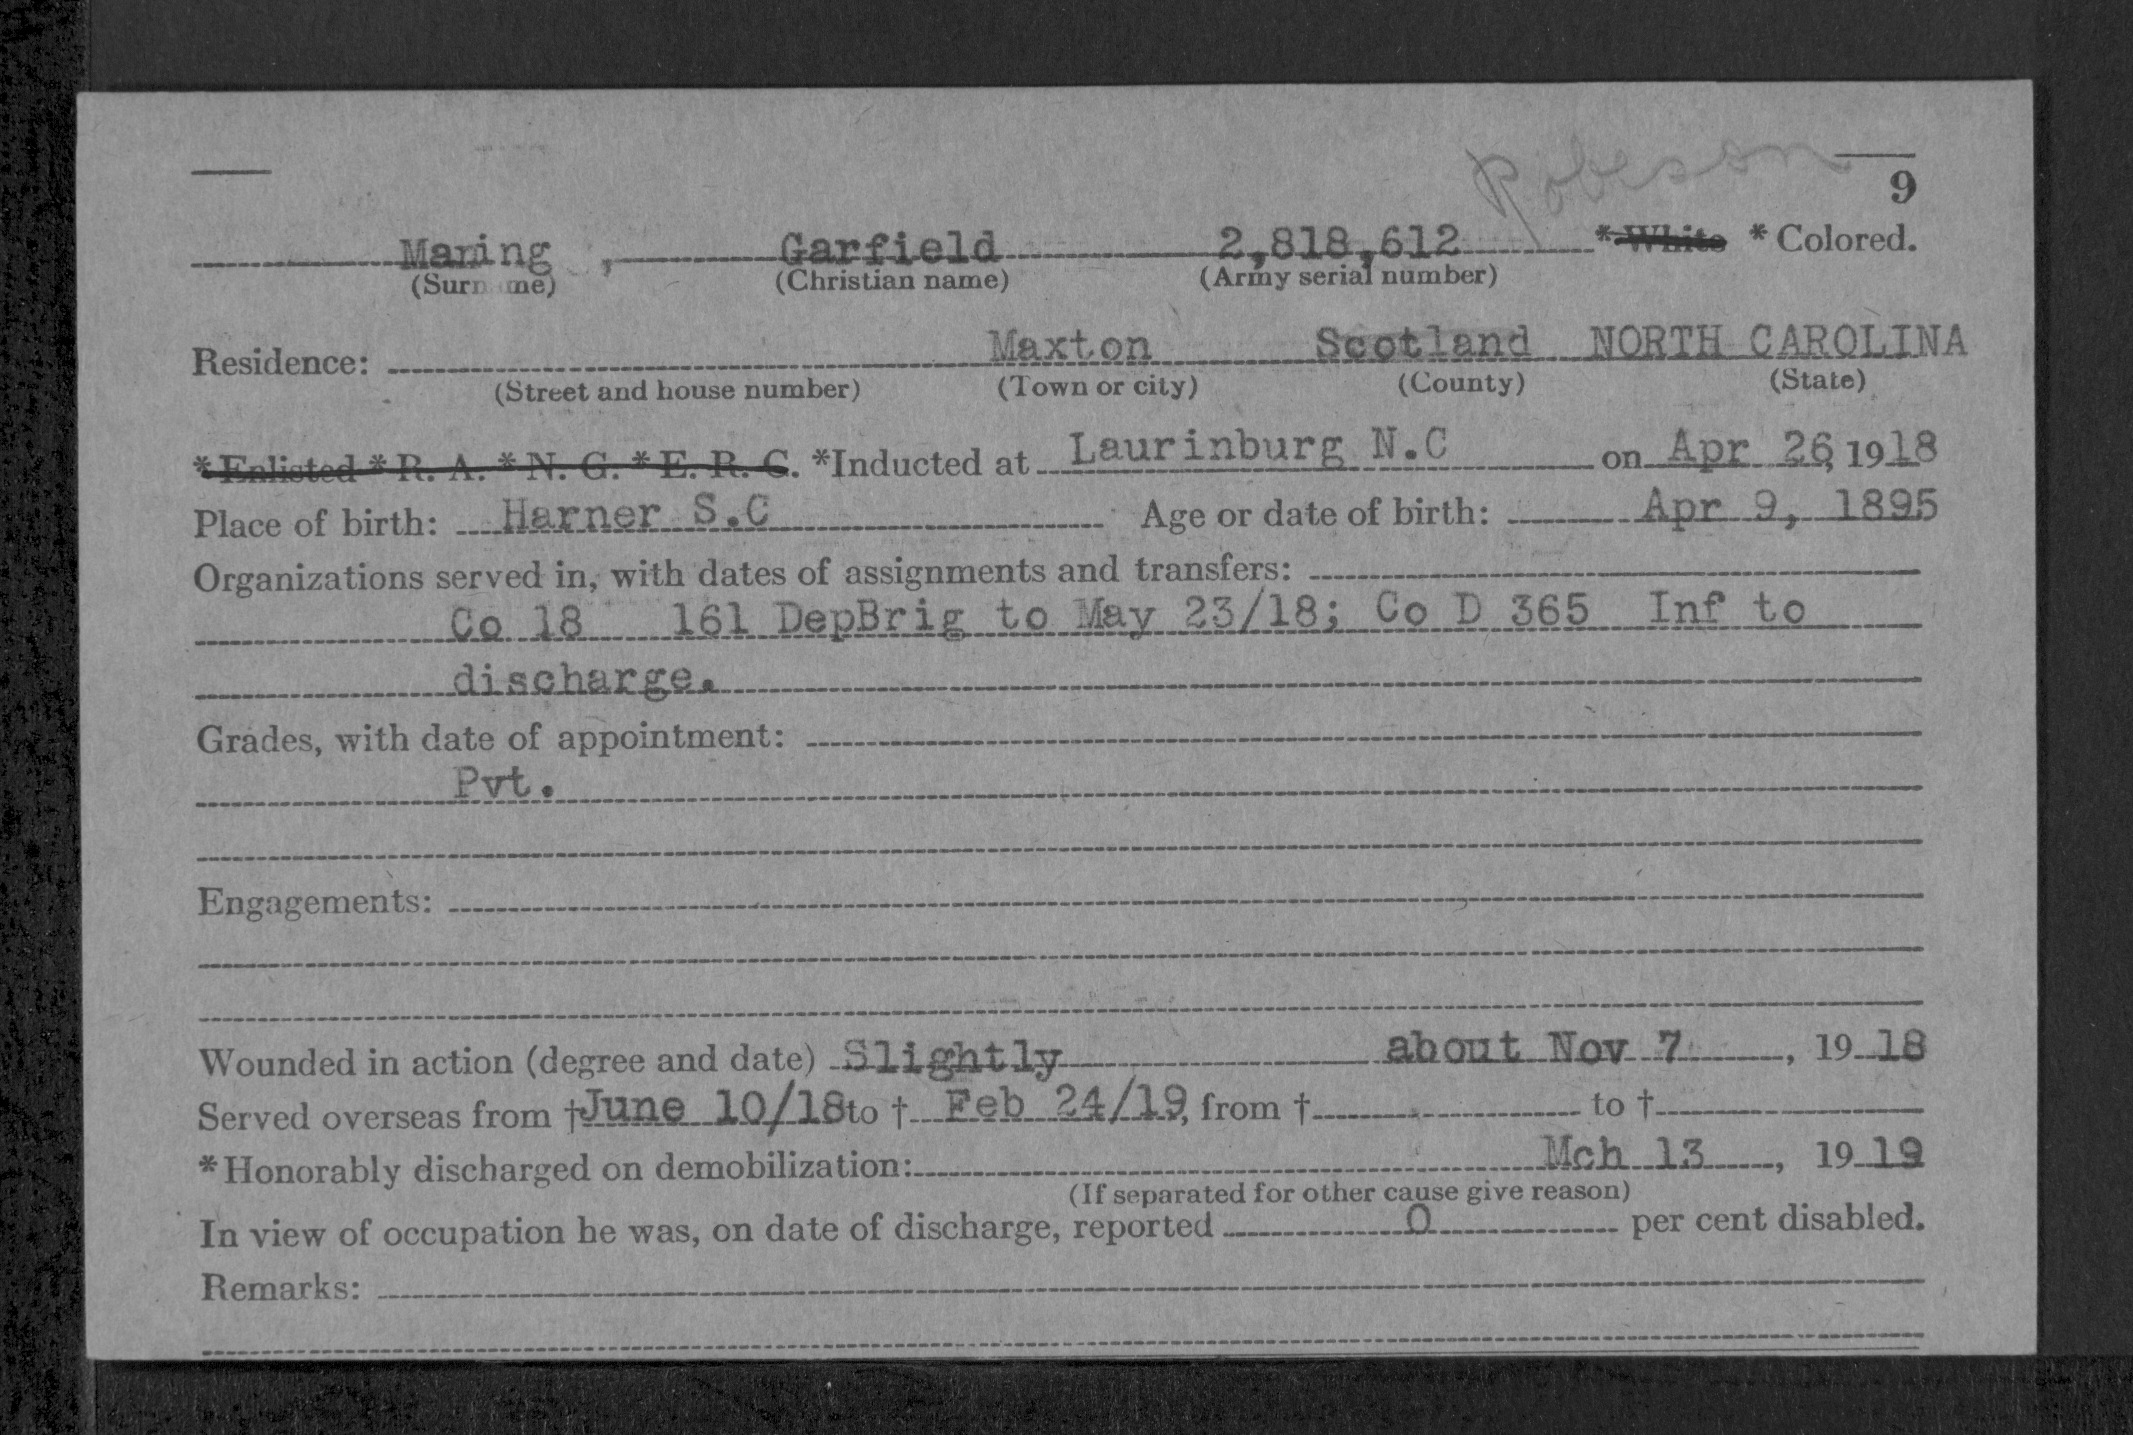 Robeson
9
Maning , Garfield 2,818,612 *White *Colored.
(Surname) (Christian name) (Army serial number)
Residence: Maxton Scotland NORTH CAROLINA
(Street and house number) (Town or city) (County) (State)
*Enlisted *R. A. *N. G. *E. R. C. *Inducted at Laurinburg N.C on Apr 26, 1918
Place of birth: Harner S.C Age or date of birth: Apr 9, 1895
Organizations served in, with dates of assignments and transfers:
Co 18 161 DepBrig to May 23/18; Co D 365 Inf to
discharge.
Grades, with date of appointment:
Pvt.
Engagements:
Wounded in action (degree and date) Slightly about Nov 7, 1918
Served overseas from †June 10/18 to † Feb 24/19, from † to †
*Honorably discharged on demobilization: Mch 13, 1919
(If separated for other cause give reason)
In view of occupation he was, on date of discharge, reported 0 per cent disabled.
Remarks: